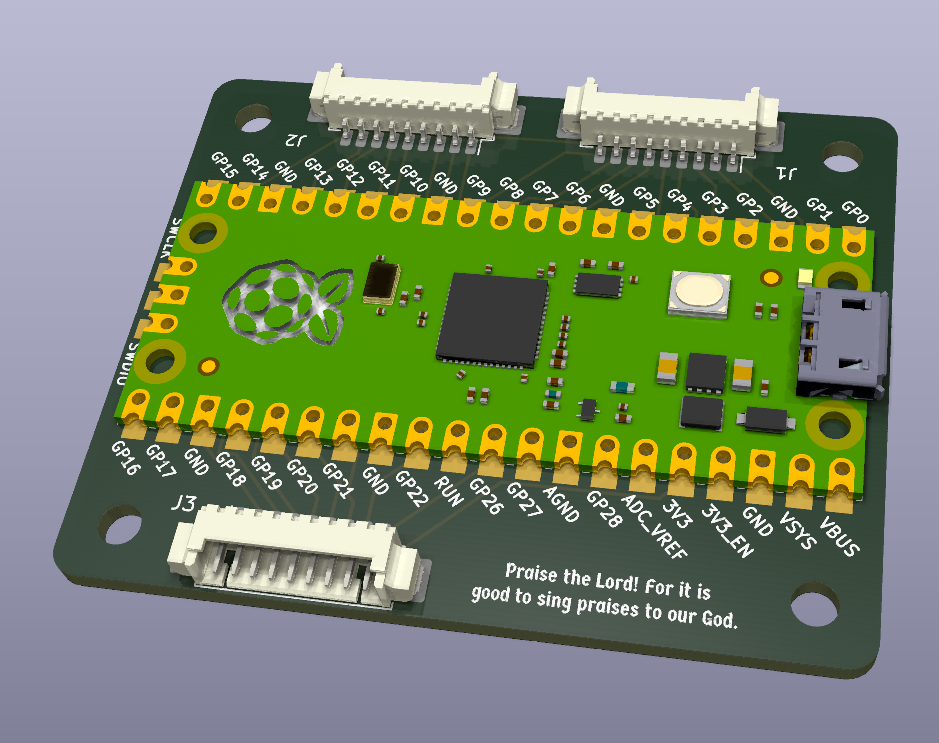 J2
J1
GP15
GP14
GND
GP13
GP12
GP11
GP10
GND
GP9
GP8
GP7
GP6
GND
GP5
GP4
GP3
GP2
GND
GP1
GP0
SWCLK
SWDIO
GP16
GP17
GND
GP18
GP19
GP20
GP21
GND
GP22
RUN
GP26
GP27
AGND
GP28
ADC_VREF
3V3
3V3_EN
GND
VSYS
VBUS
J3
Praise the Lord! For it is
good to sing praises to our God.